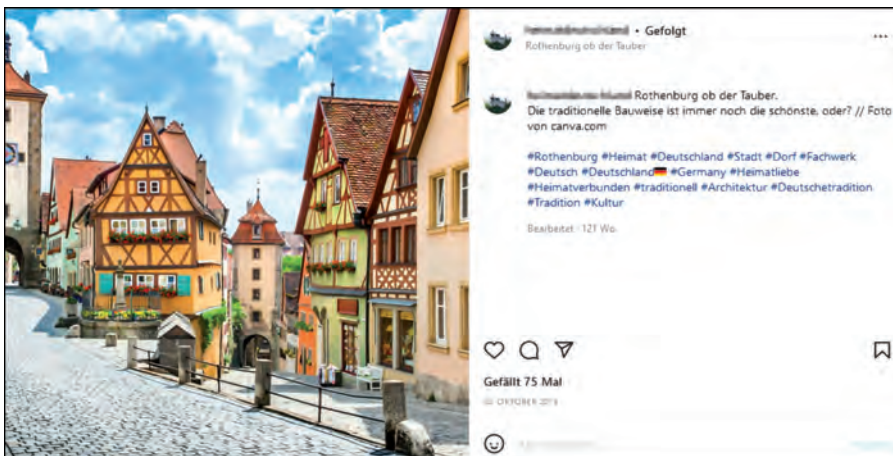 • Gefolgt
Rothenburg ob der Tauber
Rothenburg ob der Tauber.
Die traditionelle Bauweise ist immer noch die schönste, oder? // Foto
von canva.com
#Rothenburg #Heimat #Deutschland #Stadt #Dorf #Fachwerk
#Deutsch #Deutschland🇩🇪 #Germany #Heimatliebe
#Heimatverbunden #traditionell #Architektur #Deutschetradition
#Tradition #Kultur
Bearbeitet · 121 Wo.
Gefällt 75 Mal
OKTOBER